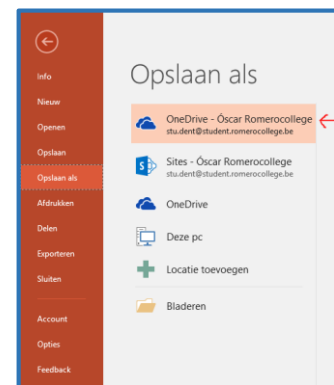 Info
Nieuw
Openen
Opslaan
Opslaan als
Afdrukken
Delen
Exporteren
Sluiten
Account
Opties
Feedback
Opslaan als
OneDrive - Óscar Romerocollege
stu.dent@student.romerocollege.be
Sites - Óscar Romerocollege
stu.dent@student.romerocollege.be
OneDrive
Deze pc
Locatie toevoegen
Bladeren